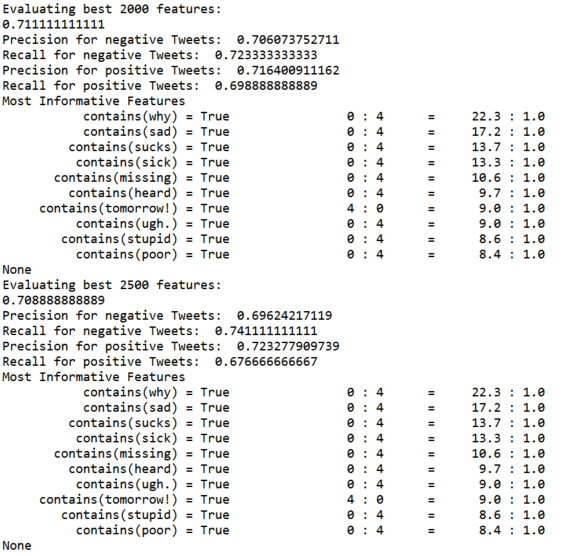 Evaluating best 2000 features:
0.711111111111
Precision for negative Tweets:  0.706073752711
Recall for negative Tweets:  0.723333333333
Precision for positive Tweets:  0.716400911162
Recall for positive Tweets:  0.698888888889
Most Informative Features
contains(why) = True 0 : 4 = 22.3 : 1.0
contains(sad) = True 0 : 4 = 17.2 : 1.0
contains(sucks) = True 0 : 4 = 13.7 : 1.0
contains(sick) = True 0 : 4 = 13.3 : 1.0
contains(missing) = True 0 : 4 = 10.6 : 1.0
contains(heard) = True 0 : 4 = 9.7 : 1.0
contains(tomorrow!) = True 4 : 0 = 9.0 : 1.0
contains(ugh.) = True 0 : 4 = 9.0 : 1.0
contains(stupid) = True 0 : 4 = 8.6 : 1.0
contains(poor) = True 0 : 4 = 8.4 : 1.0
None
Evaluating best 2500 features:
0.708888888889
Precision for negative Tweets:  0.69624217119
Recall for negative Tweets:  0.741111111111
Precision for positive Tweets:  0.723277909739
Recall for positive Tweets:  0.676666666667
Most Informative Features
contains(why) = True 0 : 4 = 22.3 : 1.0
contains(sad) = True 0 : 4 = 17.2 : 1.0
contains(sucks) = True 0 : 4 = 13.7 : 1.0
contains(sick) = True 0 : 4 = 13.3 : 1.0
contains(missing) = True 0 : 4 = 10.6 : 1.0
contains(heard) = True 0 : 4 = 9.7 : 1.0
contains(ugh.) = True 0 : 4 = 9.0 : 1.0
contains(tomorrow!) = True 4 : 0 = 9.0 : 1.0
contains(stupid) = True 0 : 4 = 8.6 : 1.0
contains(poor) = True 0 : 4 = 8.4 : 1.0
None